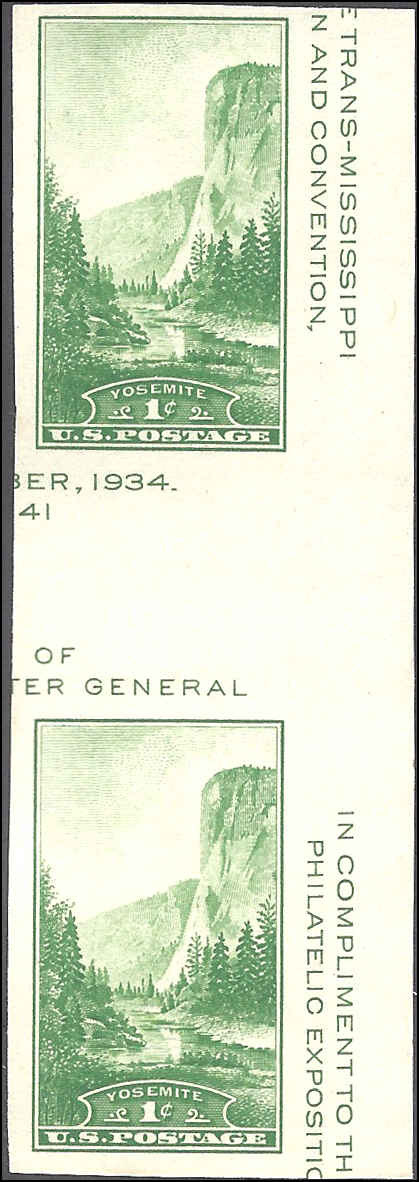 E TRANS-MISSISSIPPI
N AND CONVENTION,
YOSEMITE
1¢
U.S.POSTAGE
BER, 1934.
41
OF
TER GENERAL
IN COMPLIMENT TO TH
PHILATELIC EXPOSITIO
YOSEMITE
1¢
U.S.POSTAGE